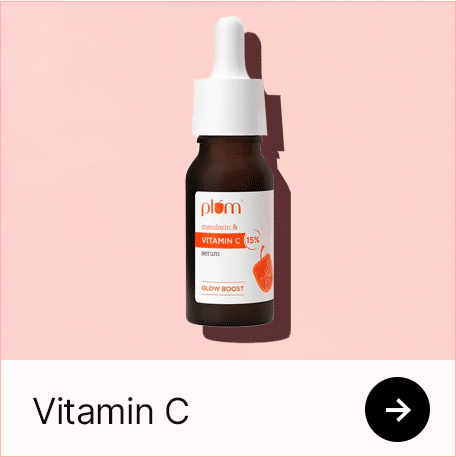 plum
mandarin &
VITAMIN C 15%
serum
GLOW BOOST
Vitamin C